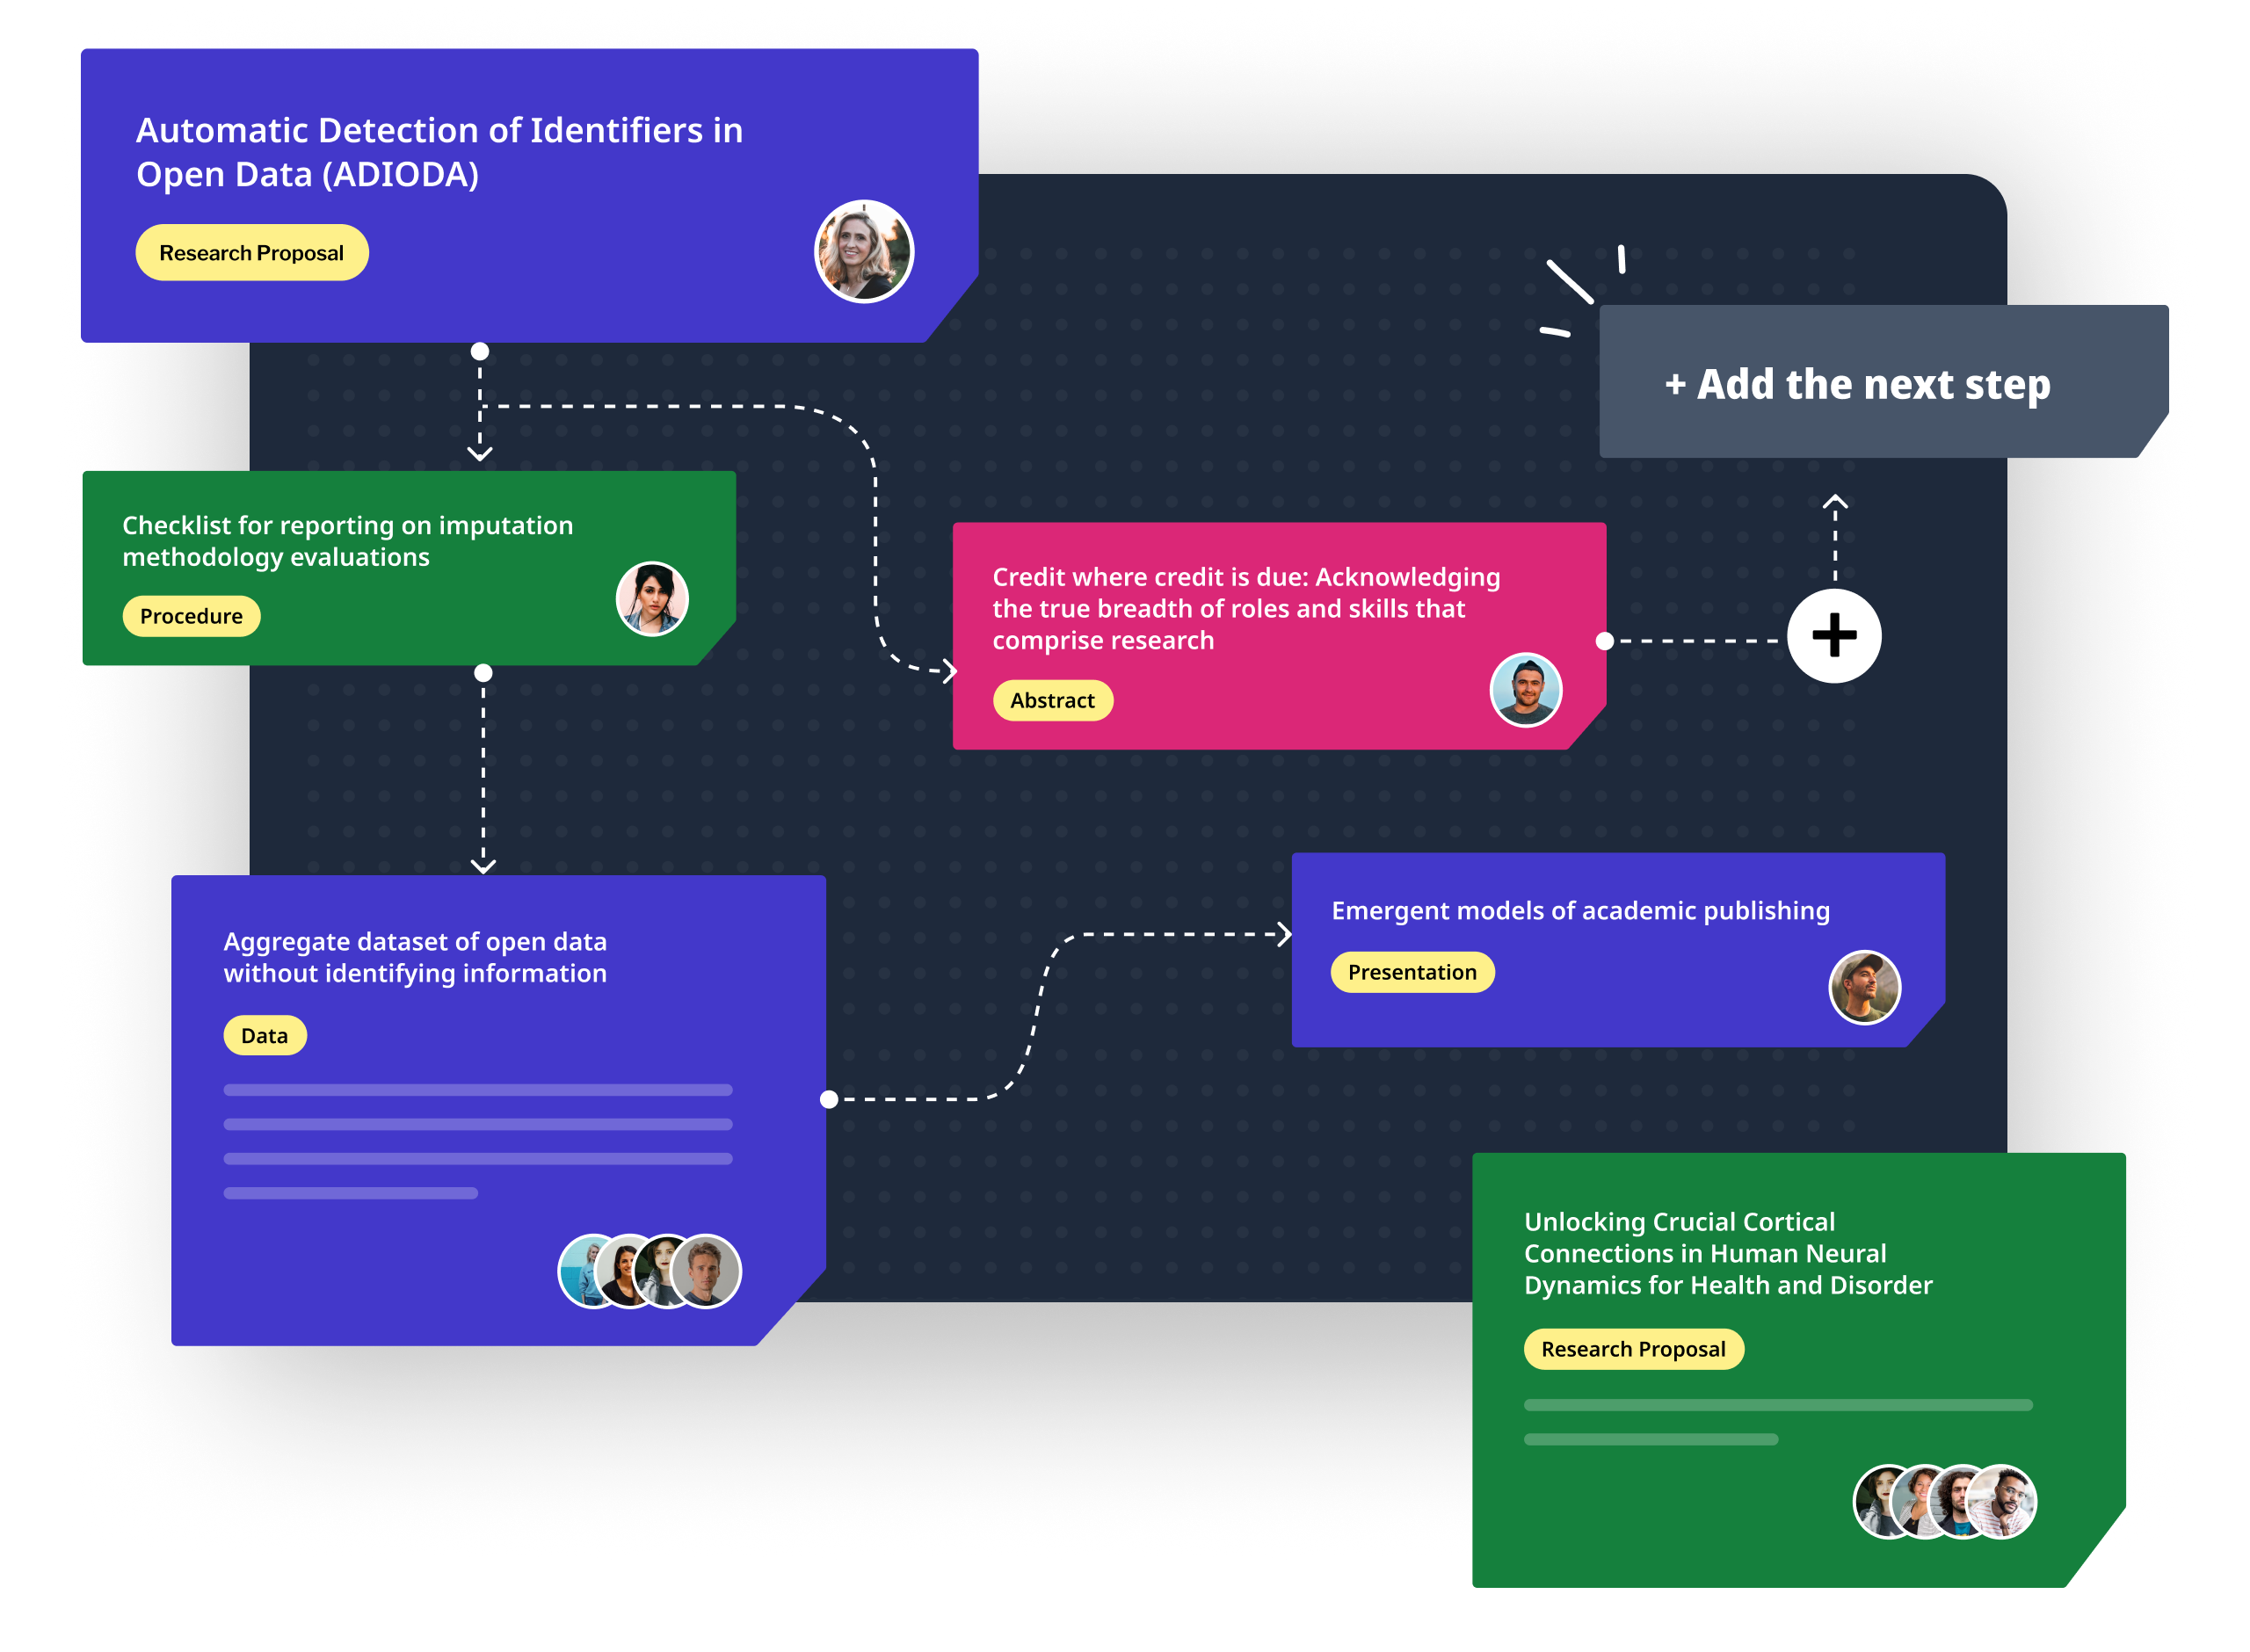 Automatic Detection of Identifiers in
Open Data (ADIODA)
Research Proposal
+ Add the next step
Checklist for reporting on imputation
methodology evaluations
Procedure
Credit where credit is due: Acknowledging
the true breadth of roles and skills that
comprise research
Abstract
Aggregate dataset of open data
without identifying information
Data
Emergent models of academic publishing
Presentation
Unlocking Crucial Cortical
Connections in Human Neural
Dynamics for Health and Disorder
Research Proposal